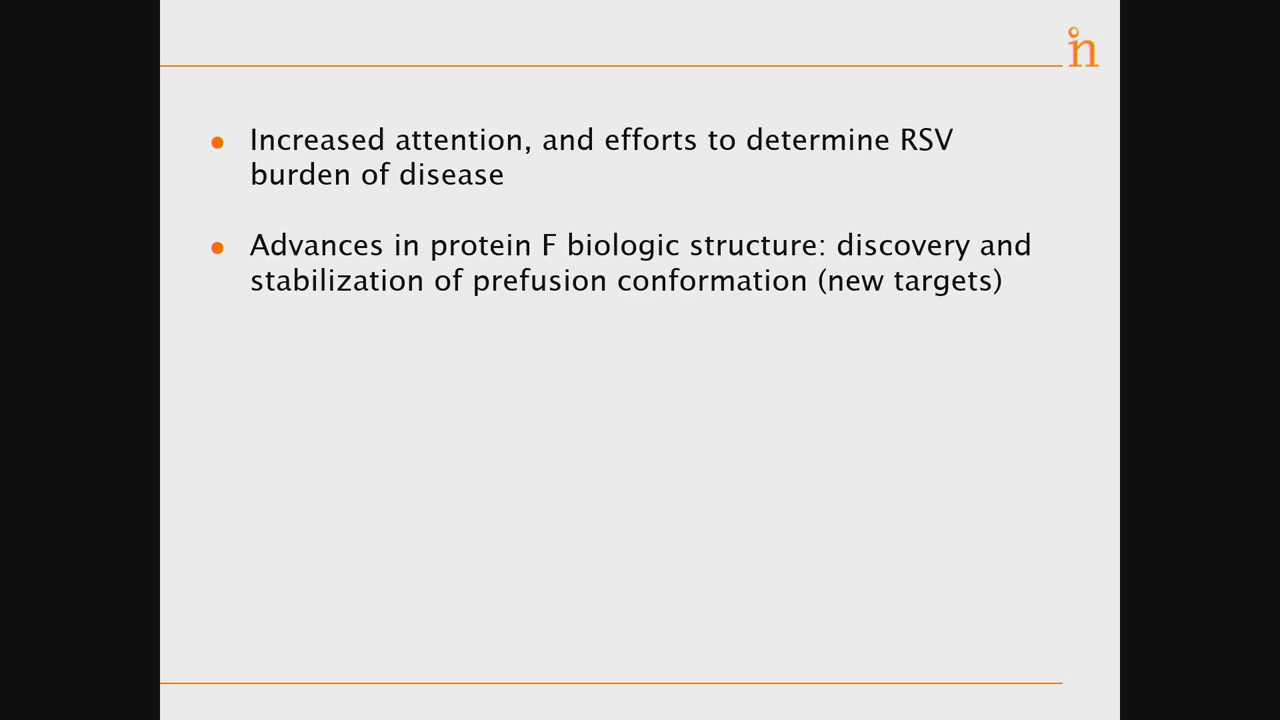 in
Increased attention, and efforts to determine RSV
burden of disease
Advances in protein F biologic structure: discovery and
stabilization of prefusion conformation (new targets)